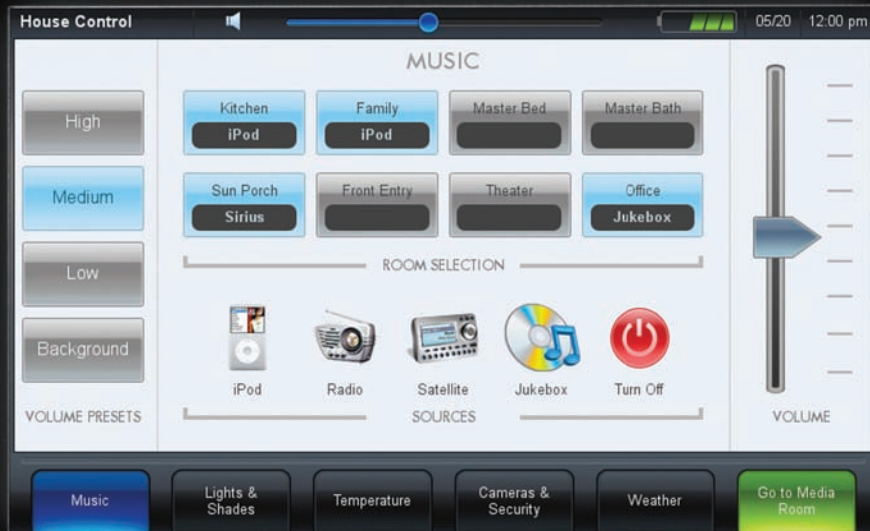 House Control
05/20 12:00 pm
MUSIC
High
Medium
Low
Background
VOLUME PRESETS
Kitchen
iPod
Family
iPod
Master Bed
Master Bath
Sun Porch
Sirius
Front Entry
Theater
Office
Jukebox
ROOM SELECTION
iPod
Radio
Satellite
Jukebox
Turn Off
SOURCES
VOLUME
Music
Lights &
Shades
Temperature
Cameras &
Security
Weather
Go to Media
Room